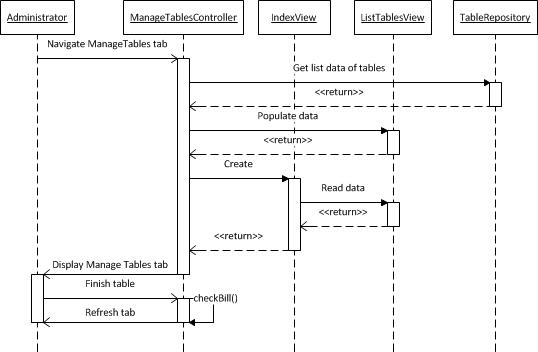 Administrator
ManageTablesController
IndexView
ListTablesView
TableRepository
Navigate ManageTables tab
Get list data of tables
<<return>>
Populate data
<<return>>
Create
Read data
<<return>>
<<return>>
Display Manage Tables tab
Finish table
checkBill()
Refresh tab